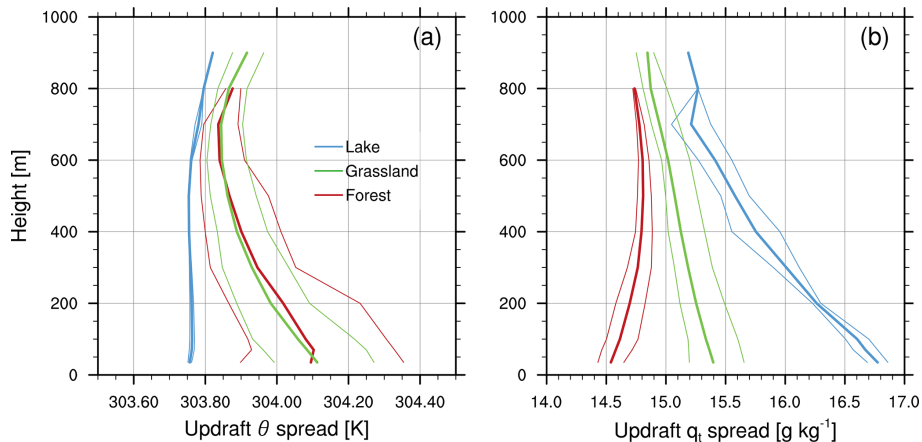 1000
800
600
400
200
0
Height [m]
(a)
Lake
Grassland
Forest
303.60 303.80 304.00 304.20 304.40
Updraft θ spread [K]
1000
800
600
400
200
0
(b)
14.0 14.5 15.0 15.5 16.0 16.5 17.0
Updraft qt spread [g kg⁻¹]